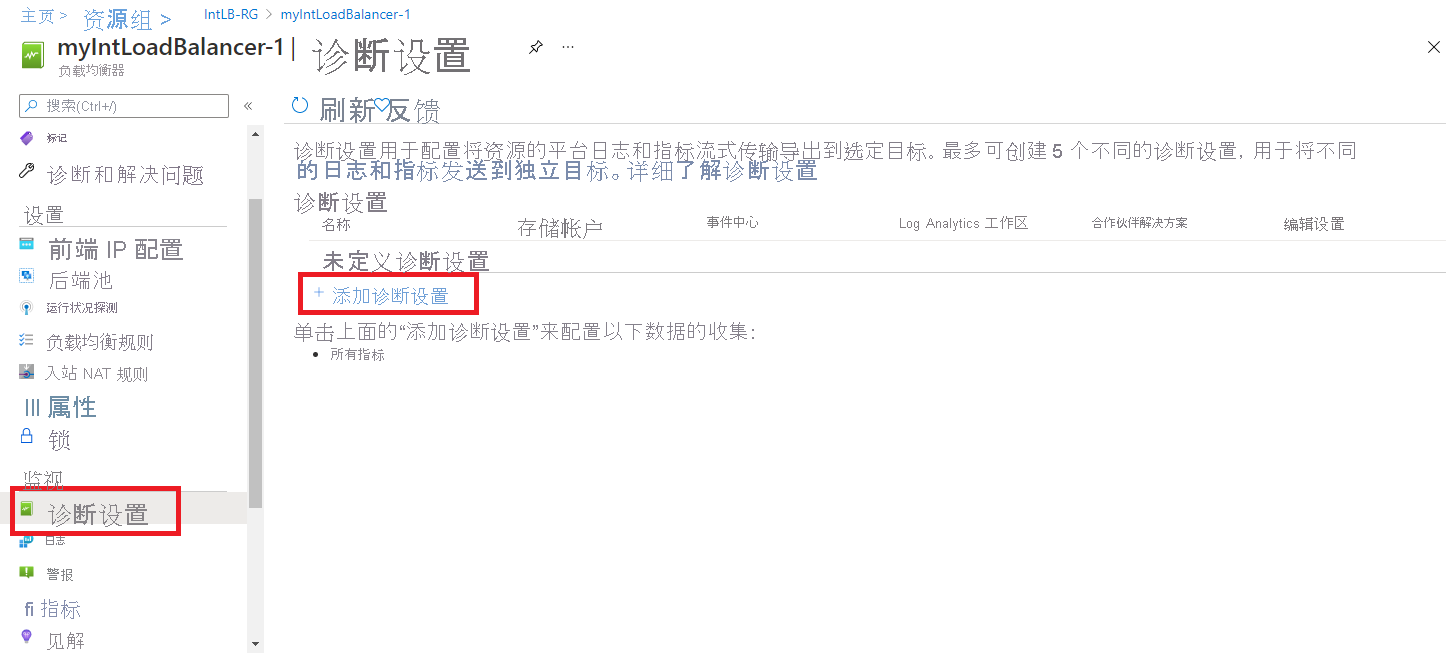 主页 > 资源组 > IntLB-RG > myIntLoadBalancer-1
myIntLoadBalancer-1 | 诊断设置 ...
负载均衡器
搜索(Ctrl+/) «
标记
诊断和解决问题
设置
前端 IP 配置
后端池
运行状况探测
负载均衡规则
入站 NAT 规则
III 属性
锁
监视
诊断设置
日志
警报
fi 指标
见解
刷新 反馈
诊断设置用于配置将资源的平台日志和指标流式传输导出到选定目标。最多可创建 5 个不同的诊断设置, 用于将不同
的日志和指标发送到独立目标。详细了解诊断设置
诊断设置
名称 存储帐户 事件中心 Log Analytics 工作区 合作伙伴解决方案 编辑设置
未定义诊断设置
+ 添加诊断设置
单击上面的“添加诊断设置”来配置以下数据的收集:
• 所有指标